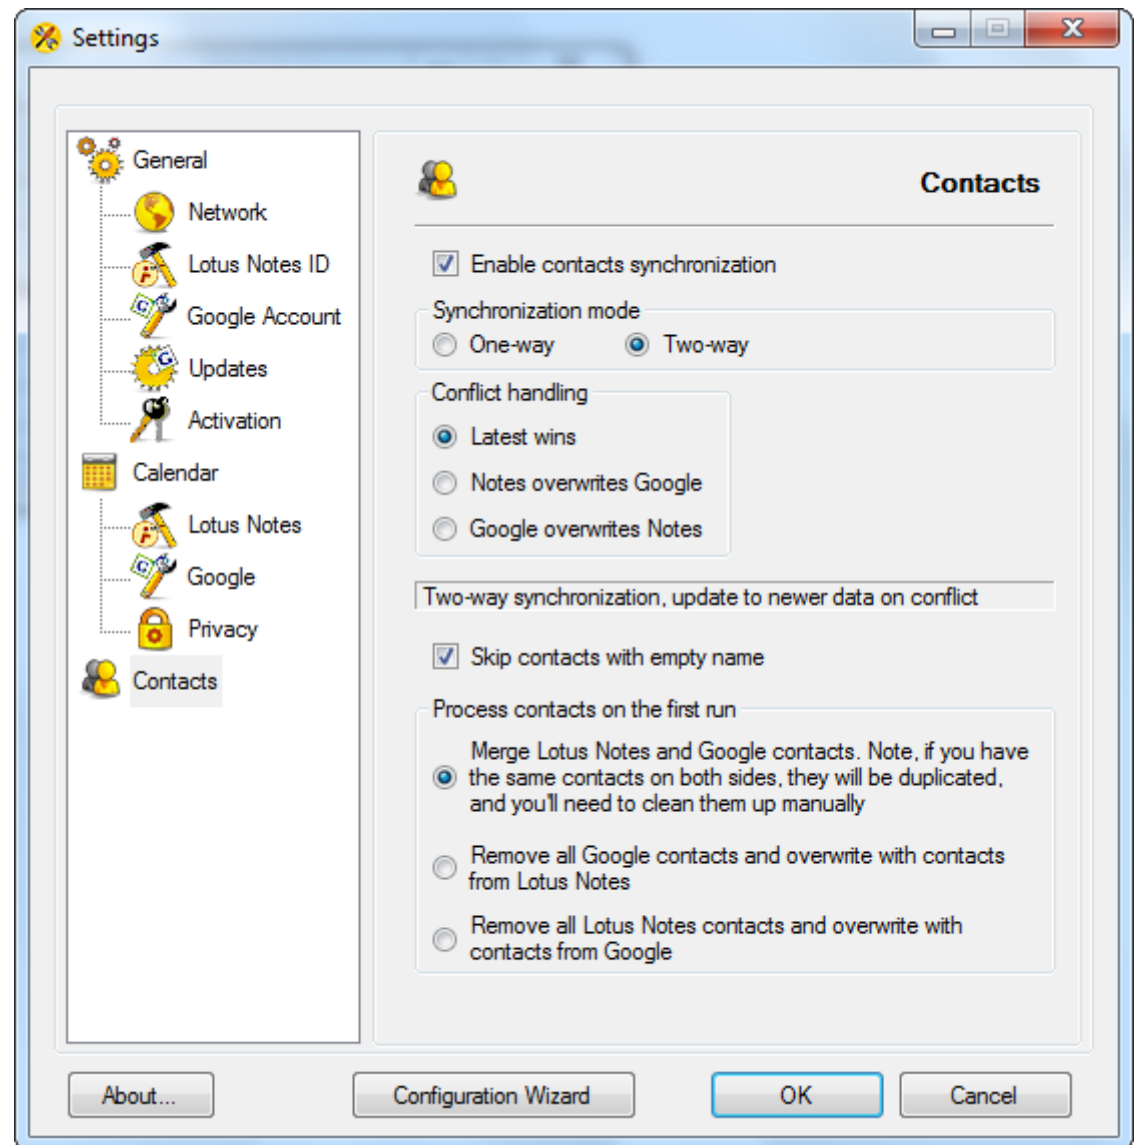 Settings
General
Network
Lotus Notes ID
Google Account
Updates
Activation
Calendar
Lotus Notes
Google
Privacy
Contacts
Contacts
Enable contacts synchronization
Synchronization mode
One-way Two-way
Conflict handling
Latest wins
Notes overwrites Google
Google overwrites Notes
Two-way synchronization, update to newer data on conflict
Skip contacts with empty name
Process contacts on the first run
Merge Lotus Notes and Google contacts. Note, if you have
the same contacts on both sides, they will be duplicated,
and you'll need to clean them up manually
Remove all Google contacts and overwrite with contacts
from Lotus Notes
Remove all Lotus Notes contacts and overwrite with
contacts from Google
About... Configuration Wizard OK Cancel